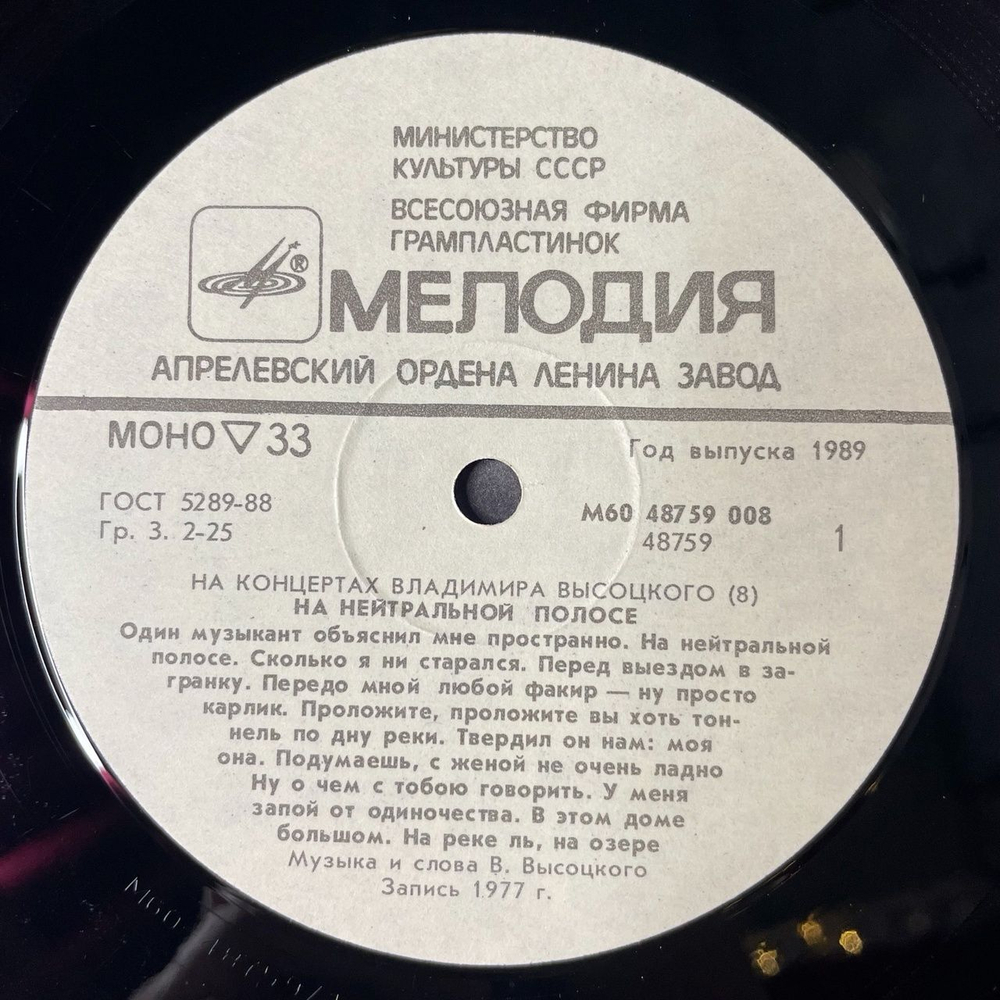 МИНИСТЕРСТВО
КУЛЬТУРЫ СССР
ВСЕСОЮЗНАЯ ФИРМА
ГРАМПЛАСТИНОК
®
МЕЛОДИЯ
АПРЕЛЕВСКИЙ ОРДЕНА ЛЕНИНА ЗАВОД
МОНО ▽ 33
Год выпуска 1989
ГОСТ 5289-88
Гр. 3. 2-25
М60 48759 008
48759
1
НА КОНЦЕРТАХ ВЛАДИМИРА ВЫСОЦКОГО (8)
НА НЕЙТРАЛЬНОЙ ПОЛОСЕ
Один музыкант объяснил мне пространно. На нейтральной
полосе. Сколько я ни старался. Перед выездом в за-
гранку. Передо мной любой факир — ну просто
карлик. Проложите, проложите вы хоть тон-
нель по дну реки. Твердил он нам: моя
она. Подумаешь, с женой не очень ладно
Ну о чем с тобою говорить. У меня
запой от одиночества. В этом доме
большом. На реке ль, на озере
Музыка и слова В. Высоцкого
Запись 1977 г.